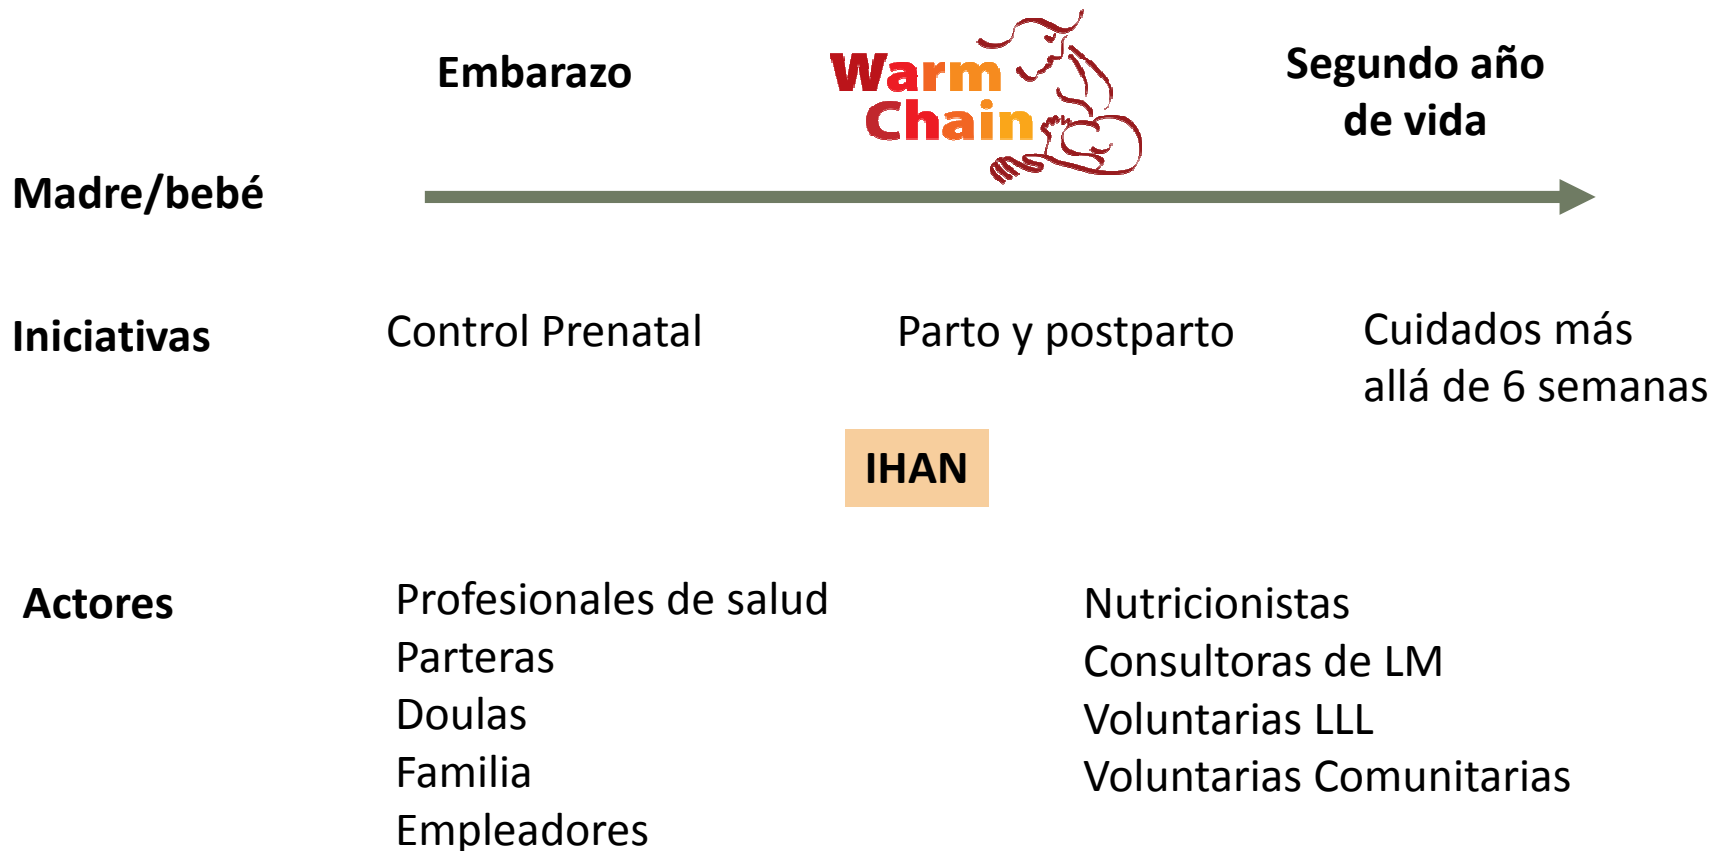 Embarazo
Warm
Chain
Segundo año
de vida
Madre/bebé
Iniciativas
Control Prenatal
Parto y postparto
Cuidados más
allá de 6 semanas
IHAN
Actores
Profesionales de salud
Parteras
Doulas
Familia
Empleadores
Nutricionistas
Consultoras de LM
Voluntarias LLL
Voluntarias Comunitarias